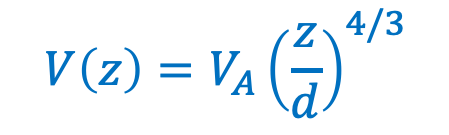 V(z) = V_A (z/d)^{4/3}